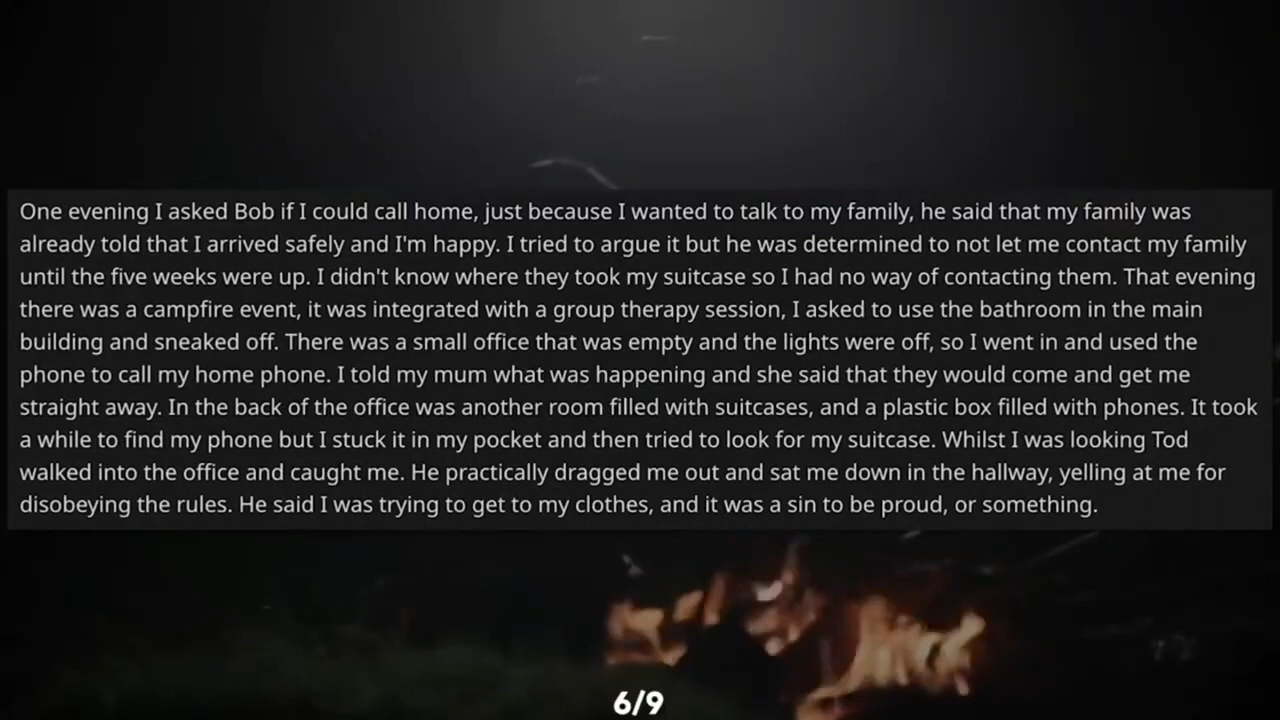 One evening I asked Bob if I could call home, just because I wanted to talk to my family, he said that my family was
already told that I arrived safely and I'm happy. I tried to argue it but he was determined to not let me contact my family
until the five weeks were up. I didn't know where they took my suitcase so I had no way of contacting them. That evening
there was a campfire event, it was integrated with a group therapy session, I asked to use the bathroom in the main
building and sneaked off. There was a small office that was empty and the lights were off, so I went in and used the
phone to call my home phone. I told my mum what was happening and she said that they would come and get me
straight away. In the back of the office was another room filled with suitcases, and a plastic box filled with phones. It took
a while to find my phone but I stuck it in my pocket and then tried to look for my suitcase. Whilst I was looking Tod
walked into the office and caught me. He practically dragged me out and sat me down in the hallway, yelling at me for
disobeying the rules. He said I was trying to get to my clothes, and it was a sin to be proud, or something.
6/9